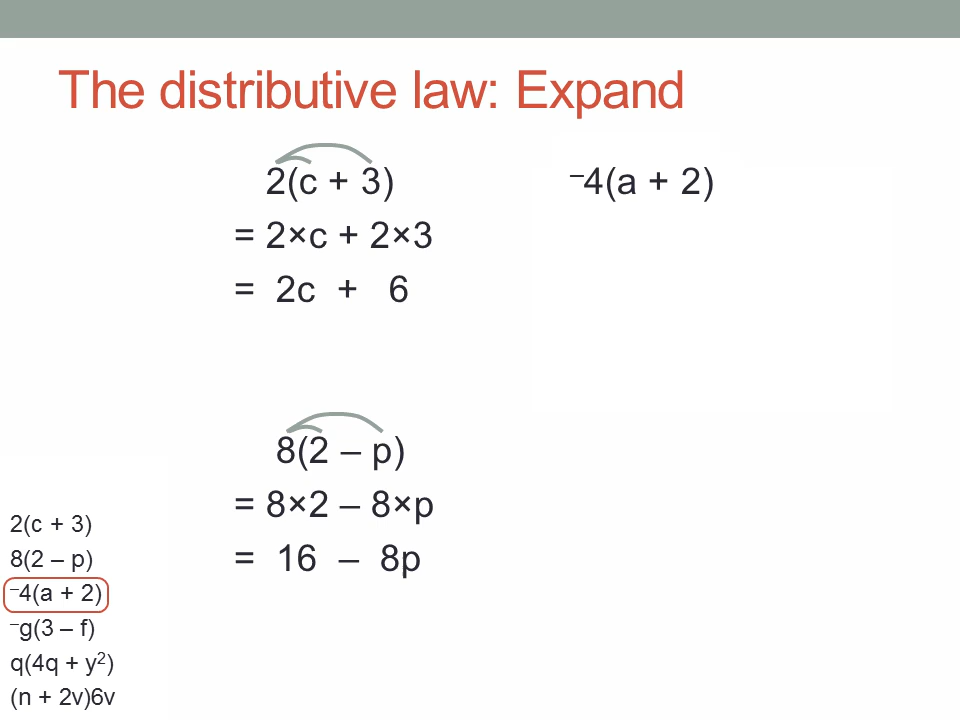 The distributive law: Expand
2(c + 3)
= 2×c + 2×3
= 2c + 6
⁻4(a + 2)
8(2 – p)
= 8×2 – 8×p
= 16 – 8p
2(c + 3)
8(2 – p)
⁻4(a + 2)
⁻g(3 – f)
q(4q + y²)
(n + 2v)6v